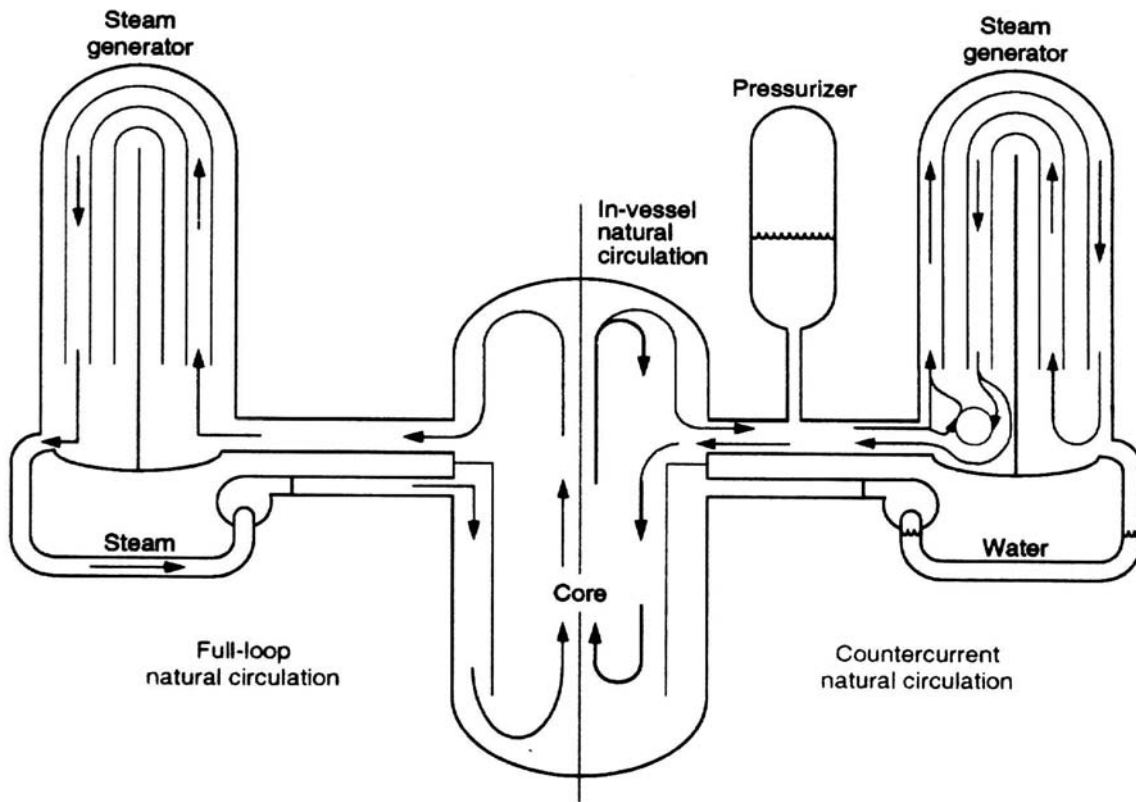 Steam
generator
Steam
generator
Pressurizer
In-vessel
natural
circulation
Steam
Water
Core
Full-loop
natural circulation
Countercurrent
natural circulation